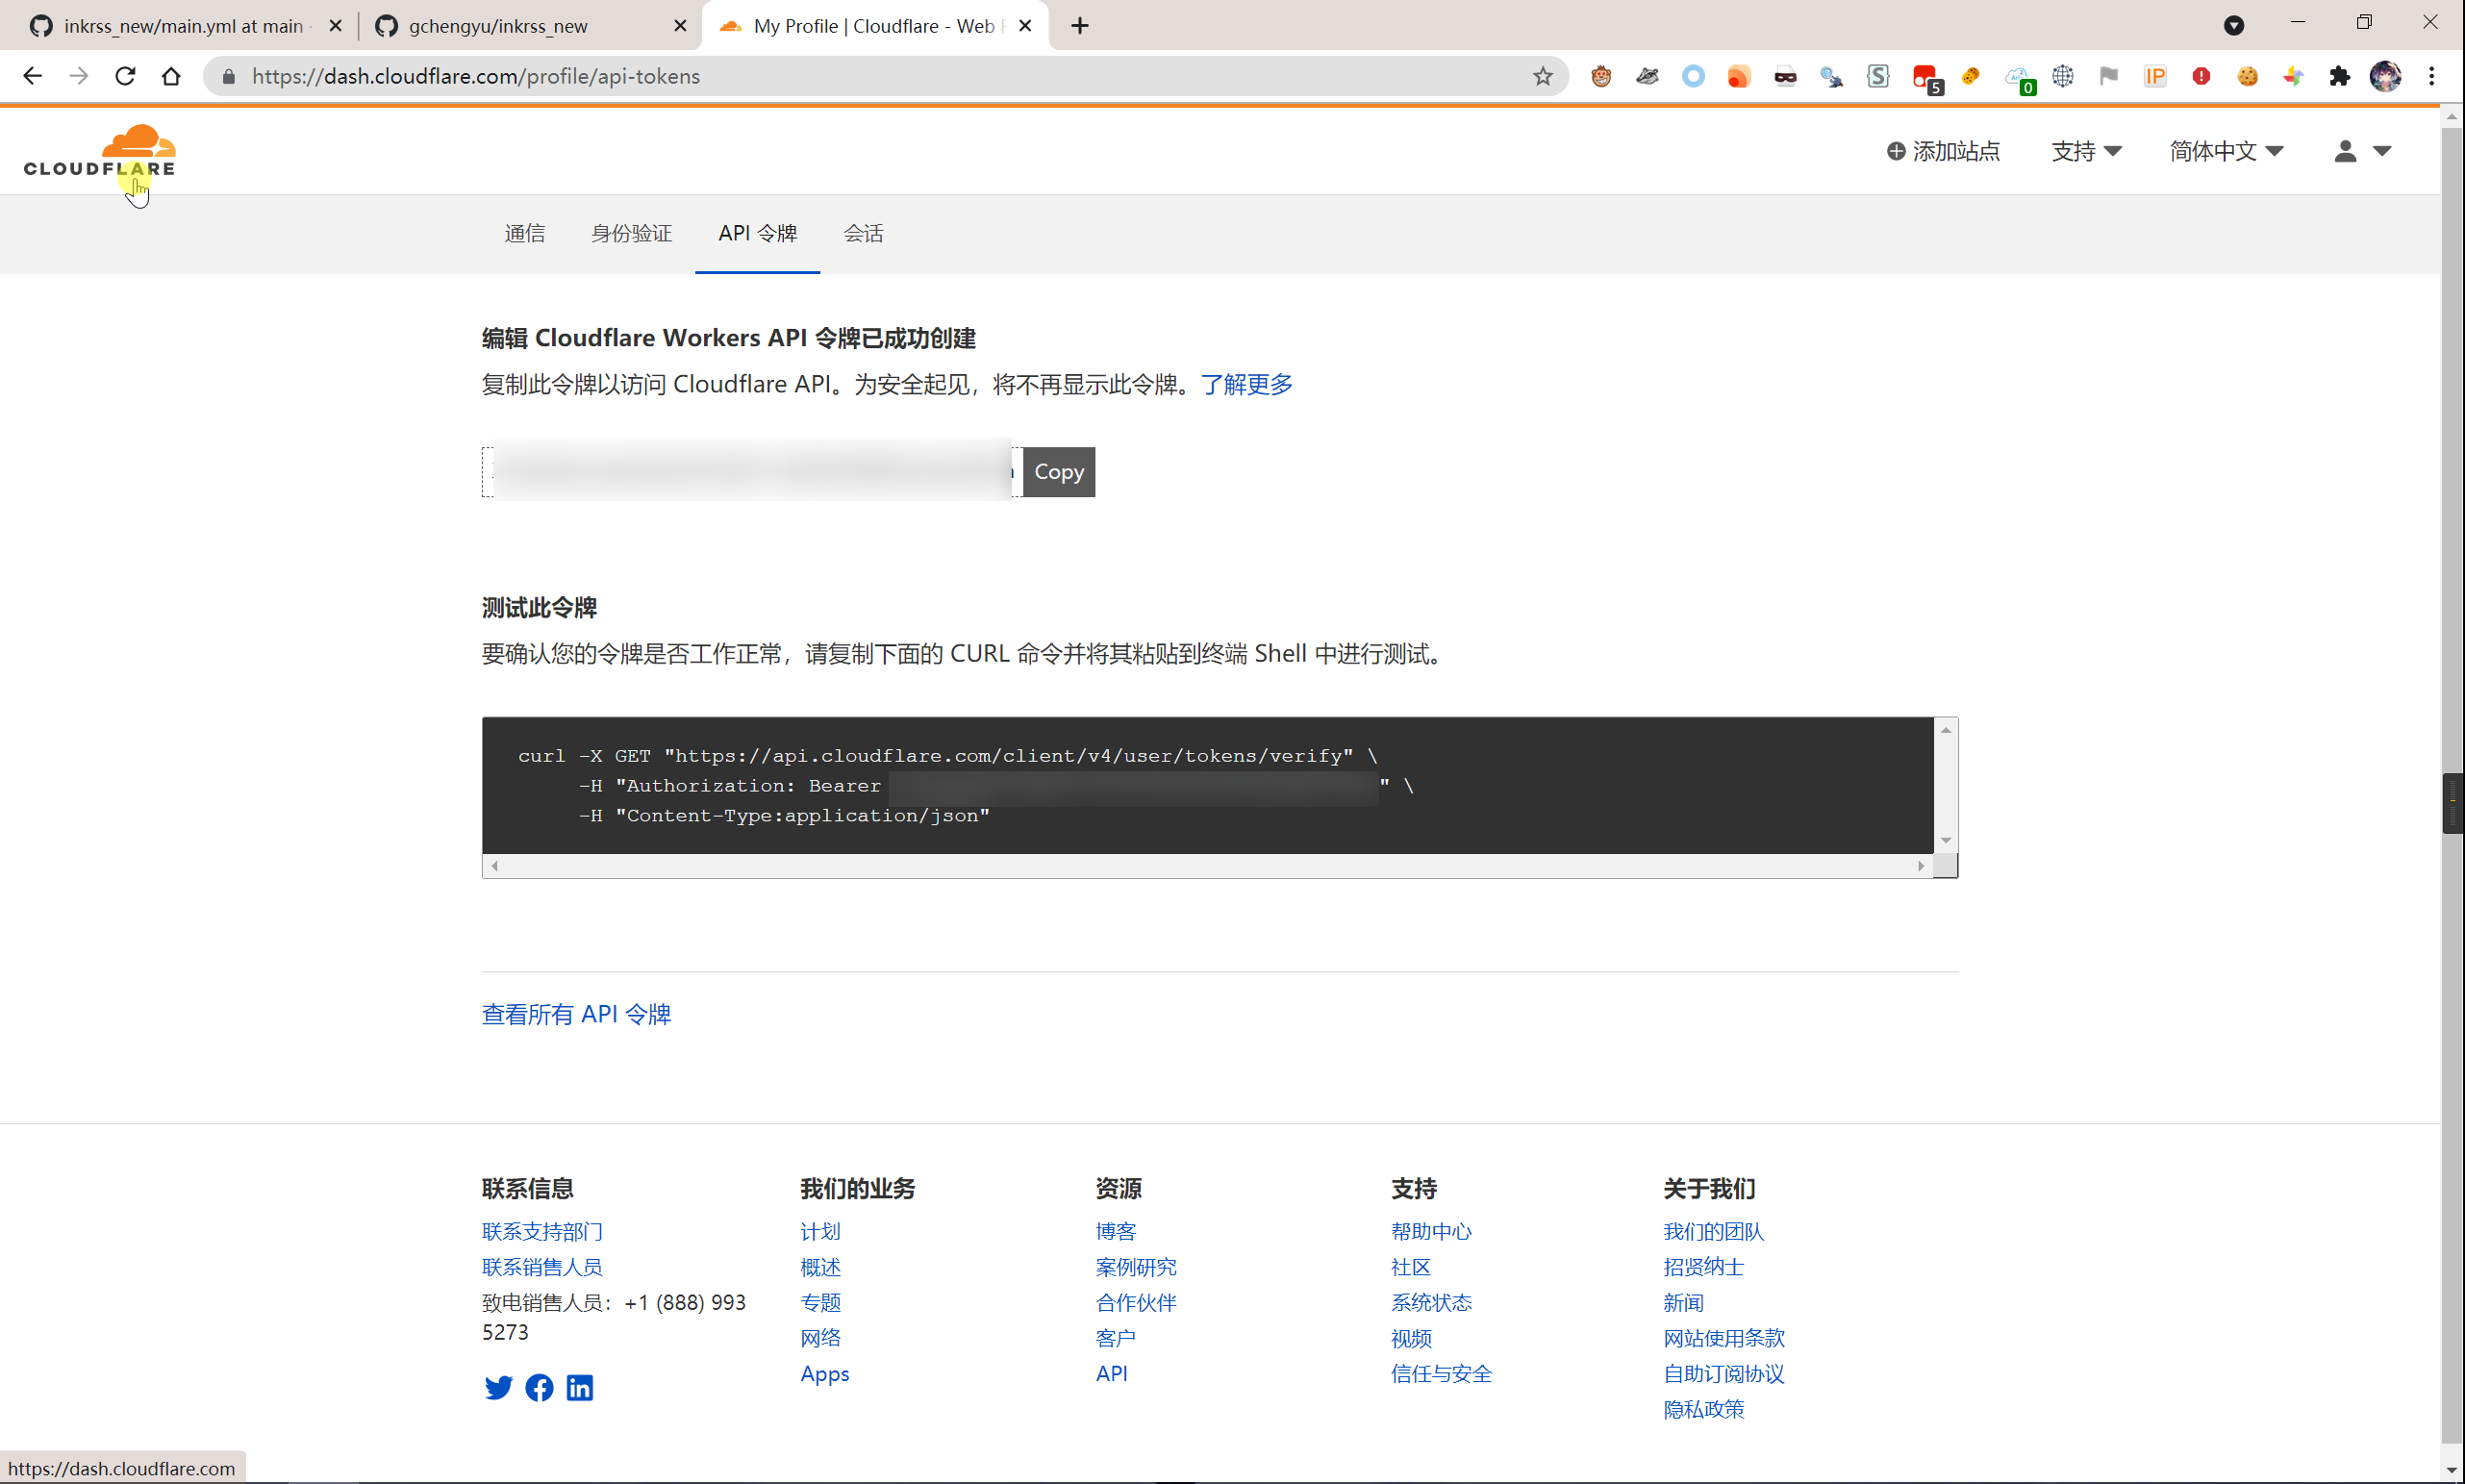 inkrss_new/main.yml at main
gchengyu/inkrss_new
My Profile | Cloudflare - Web
https://dash.cloudflare.com/profile/api-tokens
5
0
IP
CLOUDFLARE
添加站点
支持
简体中文
通信
身份验证
API 令牌
会话
编辑 Cloudflare Workers API 令牌已成功创建
复制此令牌以访问 Cloudflare API。为安全起见，将不再显示此令牌。了解更多
Copy
测试此令牌
要确认您的令牌是否工作正常，请复制下面的 CURL 命令并将其粘贴到终端 Shell 中进行测试。
curl -X GET "https://api.cloudflare.com/client/v4/user/tokens/verify" \
-H "Authorization: Bearer " \
-H "Content-Type:application/json"
查看所有 API 令牌
联系信息
联系支持部门
联系销售人员
致电销售人员：+1 (888) 993
5273
我们的业务
计划
概述
专题
网络
Apps
资源
博客
案例研究
合作伙伴
客户
API
支持
帮助中心
社区
系统状态
视频
信任与安全
关于我们
我们的团队
招贤纳士
新闻
网站使用条款
自助订阅协议
隐私政策
https://dash.cloudflare.com